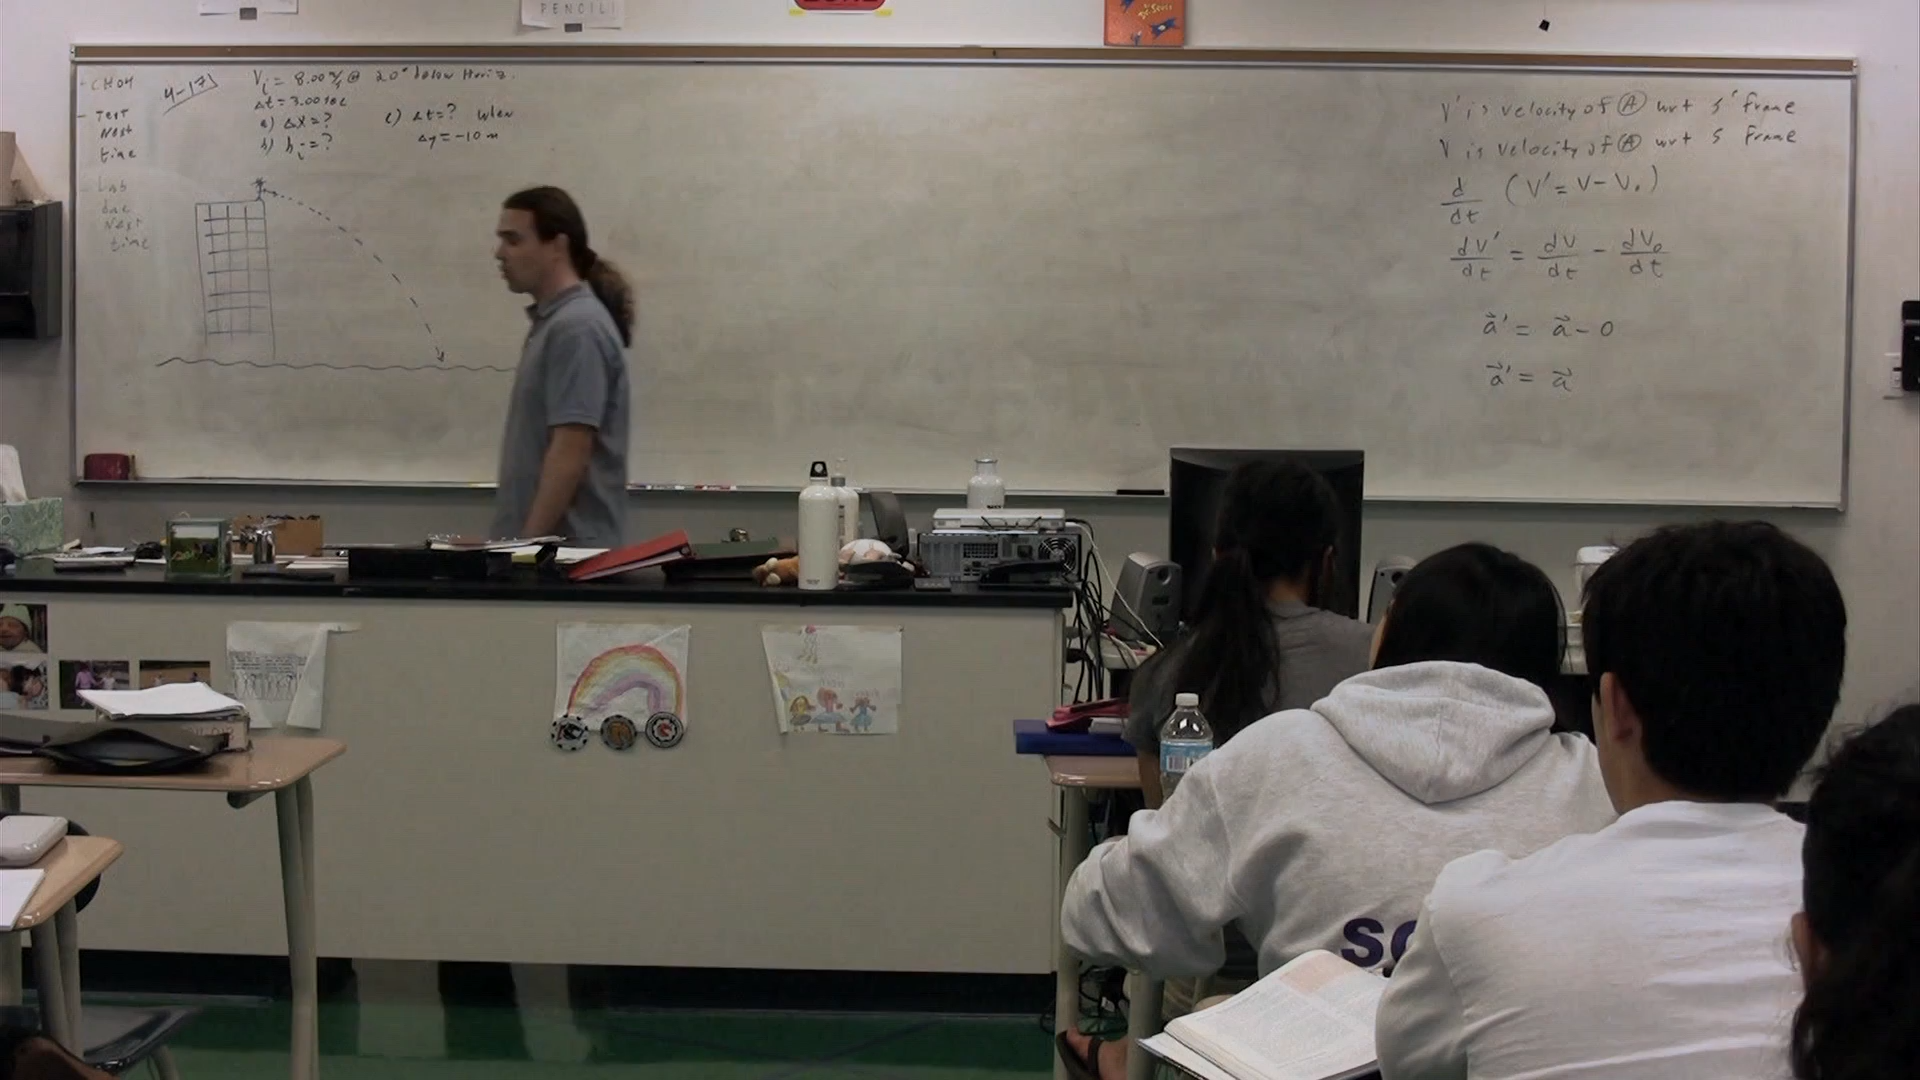 PENCIL!
Dr. Seuss
CH 04
Test
Next
time
Lab
due
Next
time
4-17
Vi = 8.00 m/s @ 20° below Horiz.
Δt = 3.00 sec
a) Δx = ?
b) hi = ?
c) Δt = ? when
Δy = -10 m
V' is velocity of Ⓐ wrt S' frame
V is velocity of Ⓐ wrt S frame
d/dt (V' = V - V₀)
dV'/dt = dV/dt - dV₀/dt
a⃗' = a⃗ - 0
a⃗' = a⃗